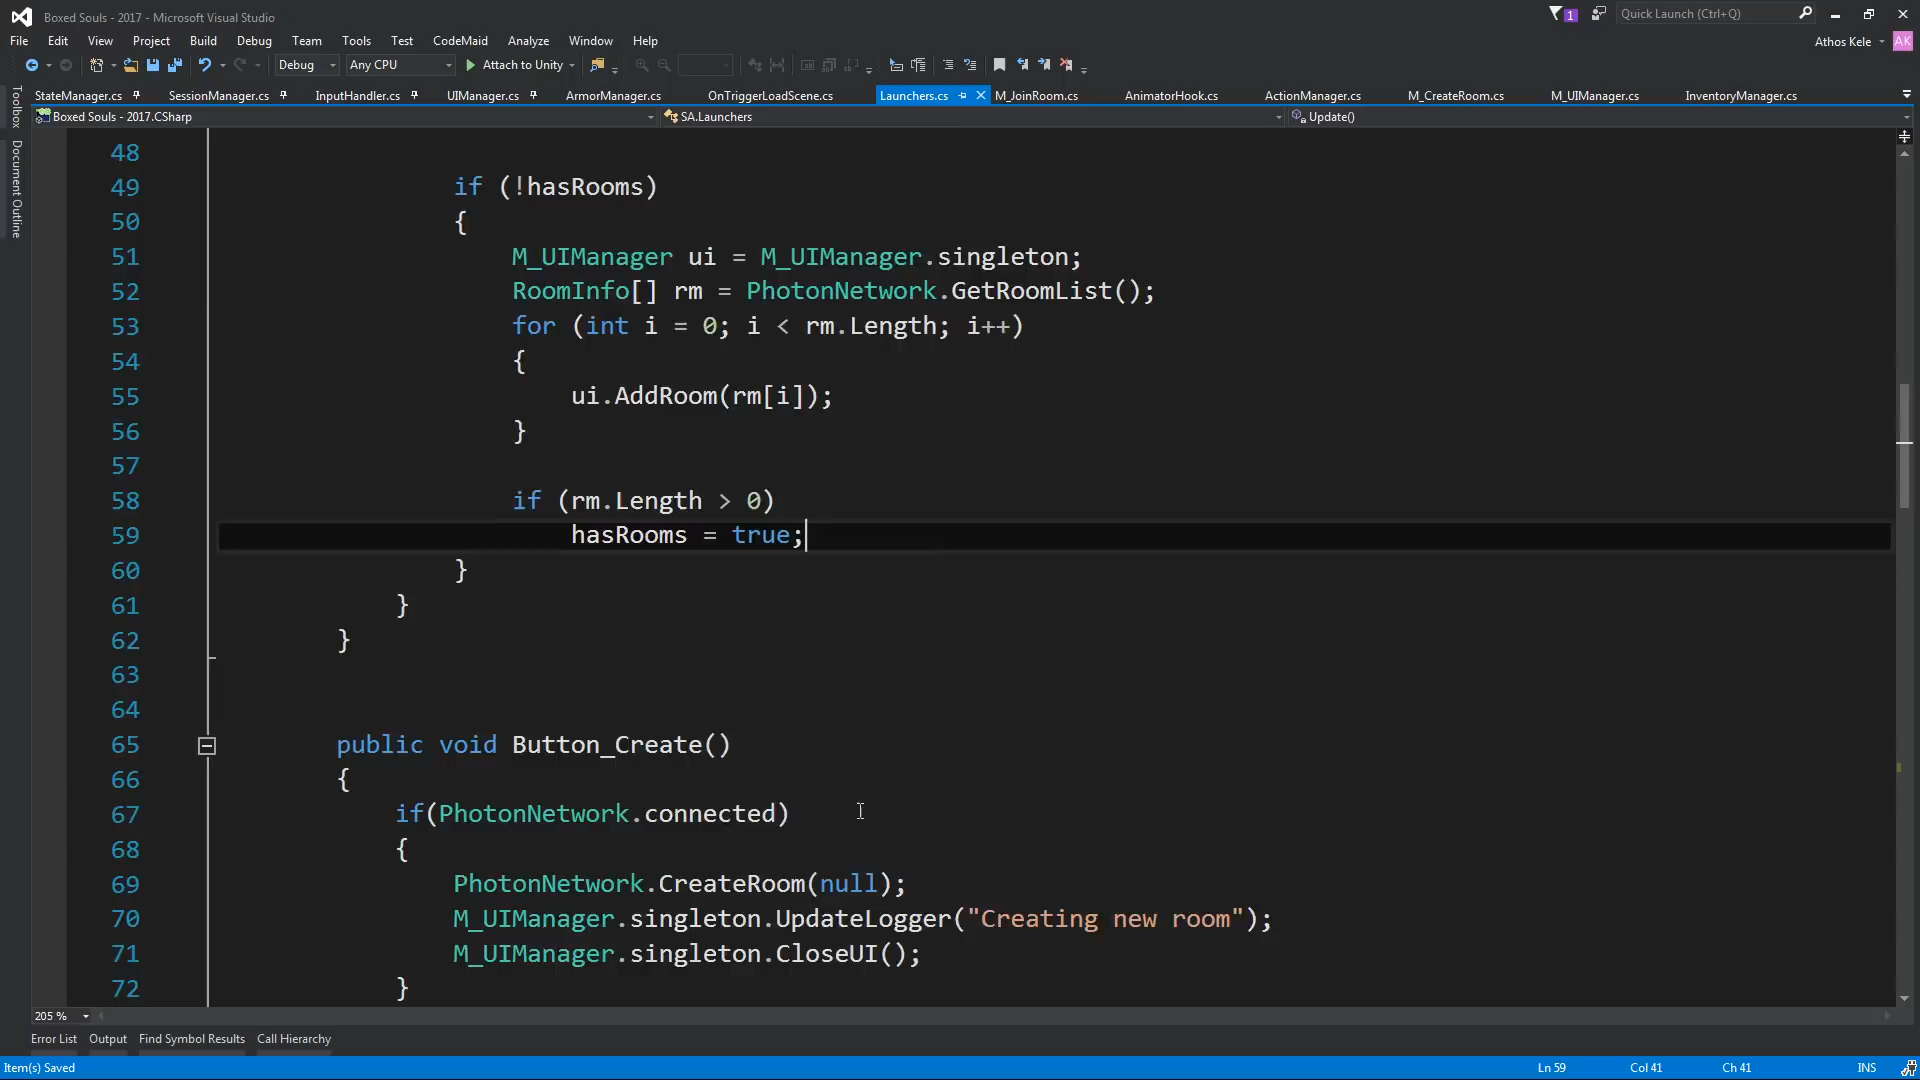 Boxed Souls - 2017 - Microsoft Visual Studio
1
Quick Launch (Ctrl+Q)
File Edit View Project Build Debug Team Tools Test CodeMaid Analyze Window Help
Athos Kele
AK
Debug
Any CPU
Attach to Unity
StateManager.cs SessionManager.cs InputHandler.cs UIManager.cs ArmorManager.cs OnTriggerLoadScene.cs Launchers.cs M_JoinRoom.cs AnimatorHook.cs ActionManager.cs M_CreateRoom.cs M_UIManager.cs InventoryManager.cs
Boxed Souls - 2017.CSharp
SA.Launchers
Update()
Toolbox
Document Outline
48
49 if (!hasRooms)
50 {
51 M_UIManager ui = M_UIManager.singleton;
52 RoomInfo[] rm = PhotonNetwork.GetRoomList();
53 for (int i = 0; i < rm.Length; i++)
54 {
55 ui.AddRoom(rm[i]);
56 }
57
58 if (rm.Length > 0)
59 hasRooms = true;
60 }
61 }
62 }
63
64
65 public void Button_Create()
66 {
67 if(PhotonNetwork.connected)
68 {
69 PhotonNetwork.CreateRoom(null);
70 M_UIManager.singleton.UpdateLogger("Creating new room");
71 M_UIManager.singleton.CloseUI();
72 }
205 %
Error List Output Find Symbol Results Call Hierarchy
Item(s) Saved
Ln 59 Col 41 Ch 41 INS